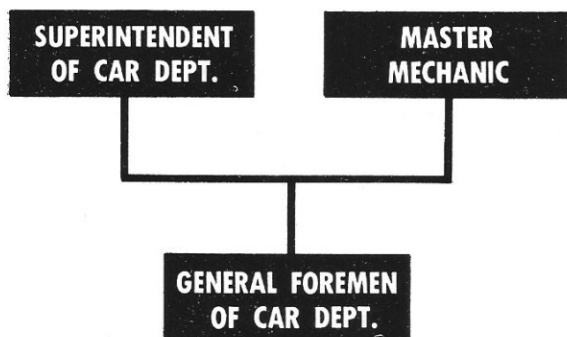 SUPERINTENDENT
OF CAR DEPT.
MASTER
MECHANIC
GENERAL FOREMEN
OF CAR DEPT.